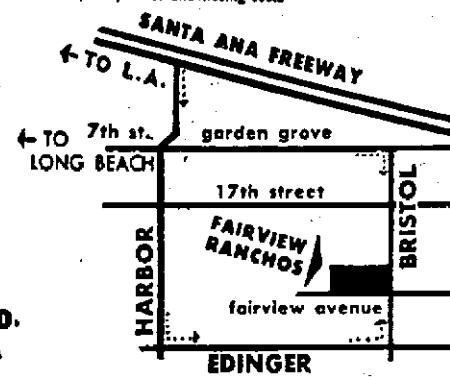 SANTA ANA FREEWAY
← TO L.A.
← TO 7th st. garden grove
LONG BEACH
17th street
FAIRVIEW
RANCHOS
BRISTOL
HARBOR
fairview avenue
D.
EDINGER